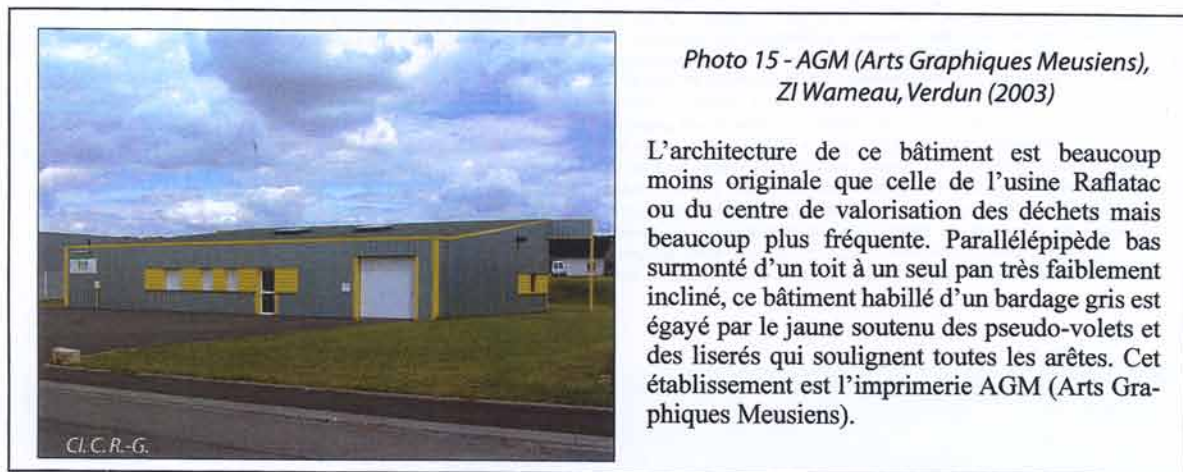 Photo 15 - AGM (Arts Graphiques Meusiens),
ZI Wameau, Verdun (2003)
L'architecture de ce bâtiment est beaucoup
moins originale que celle de l'usine Raflatac
ou du centre de valorisation des déchets mais
beaucoup plus fréquente. Parallélépipède bas
surmonté d'un toit à un seul pan très faiblement
incliné, ce bâtiment habillé d'un bardage gris est
égayé par le jaune soutenu des pseudo-volets et
des liserés qui soulignent toutes les arêtes. Cet
établissement est l'imprimerie AGM (Arts Gra-
phiques Meusiens).
Cl. C. R.-G.